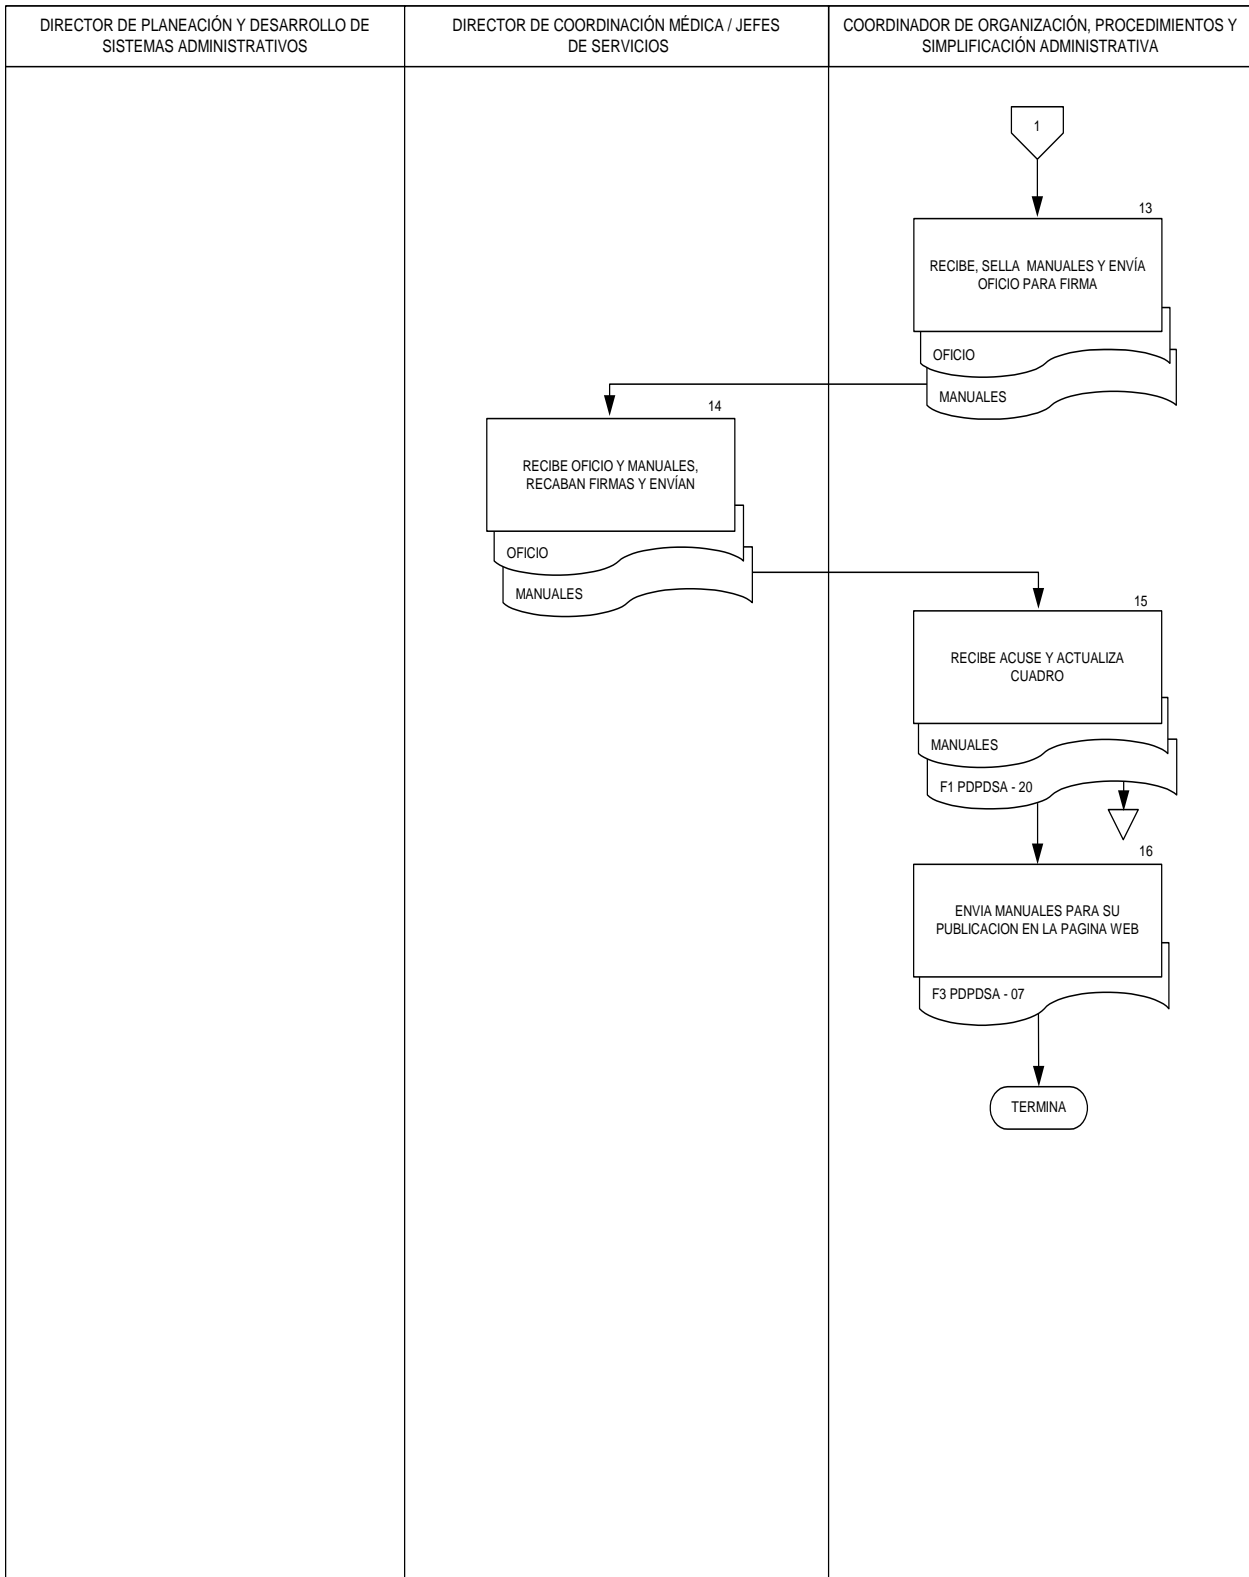 DIRECTOR DE PLANEACIÓN Y DESARROLLO DE
SISTEMAS ADMINISTRATIVOS
DIRECTOR DE COORDINACIÓN MÉDICA / JEFES
DE SERVICIOS
COORDINADOR DE ORGANIZACIÓN, PROCEDIMIENTOS Y
SIMPLIFICACIÓN ADMINISTRATIVA
1
13
RECIBE, SELLA MANUALES Y ENVÍA
OFICIO PARA FIRMA
OFICIO
MANUALES
14
RECIBE OFICIO Y MANUALES,
RECABAN FIRMAS Y ENVÍAN
OFICIO
MANUALES
15
RECIBE ACUSE Y ACTUALIZA
CUADRO
MANUALES
F1 PDPDSA - 20
16
ENVIA MANUALES PARA SU
PUBLICACION EN LA PAGINA WEB
F3 PDPDSA - 07
TERMINA